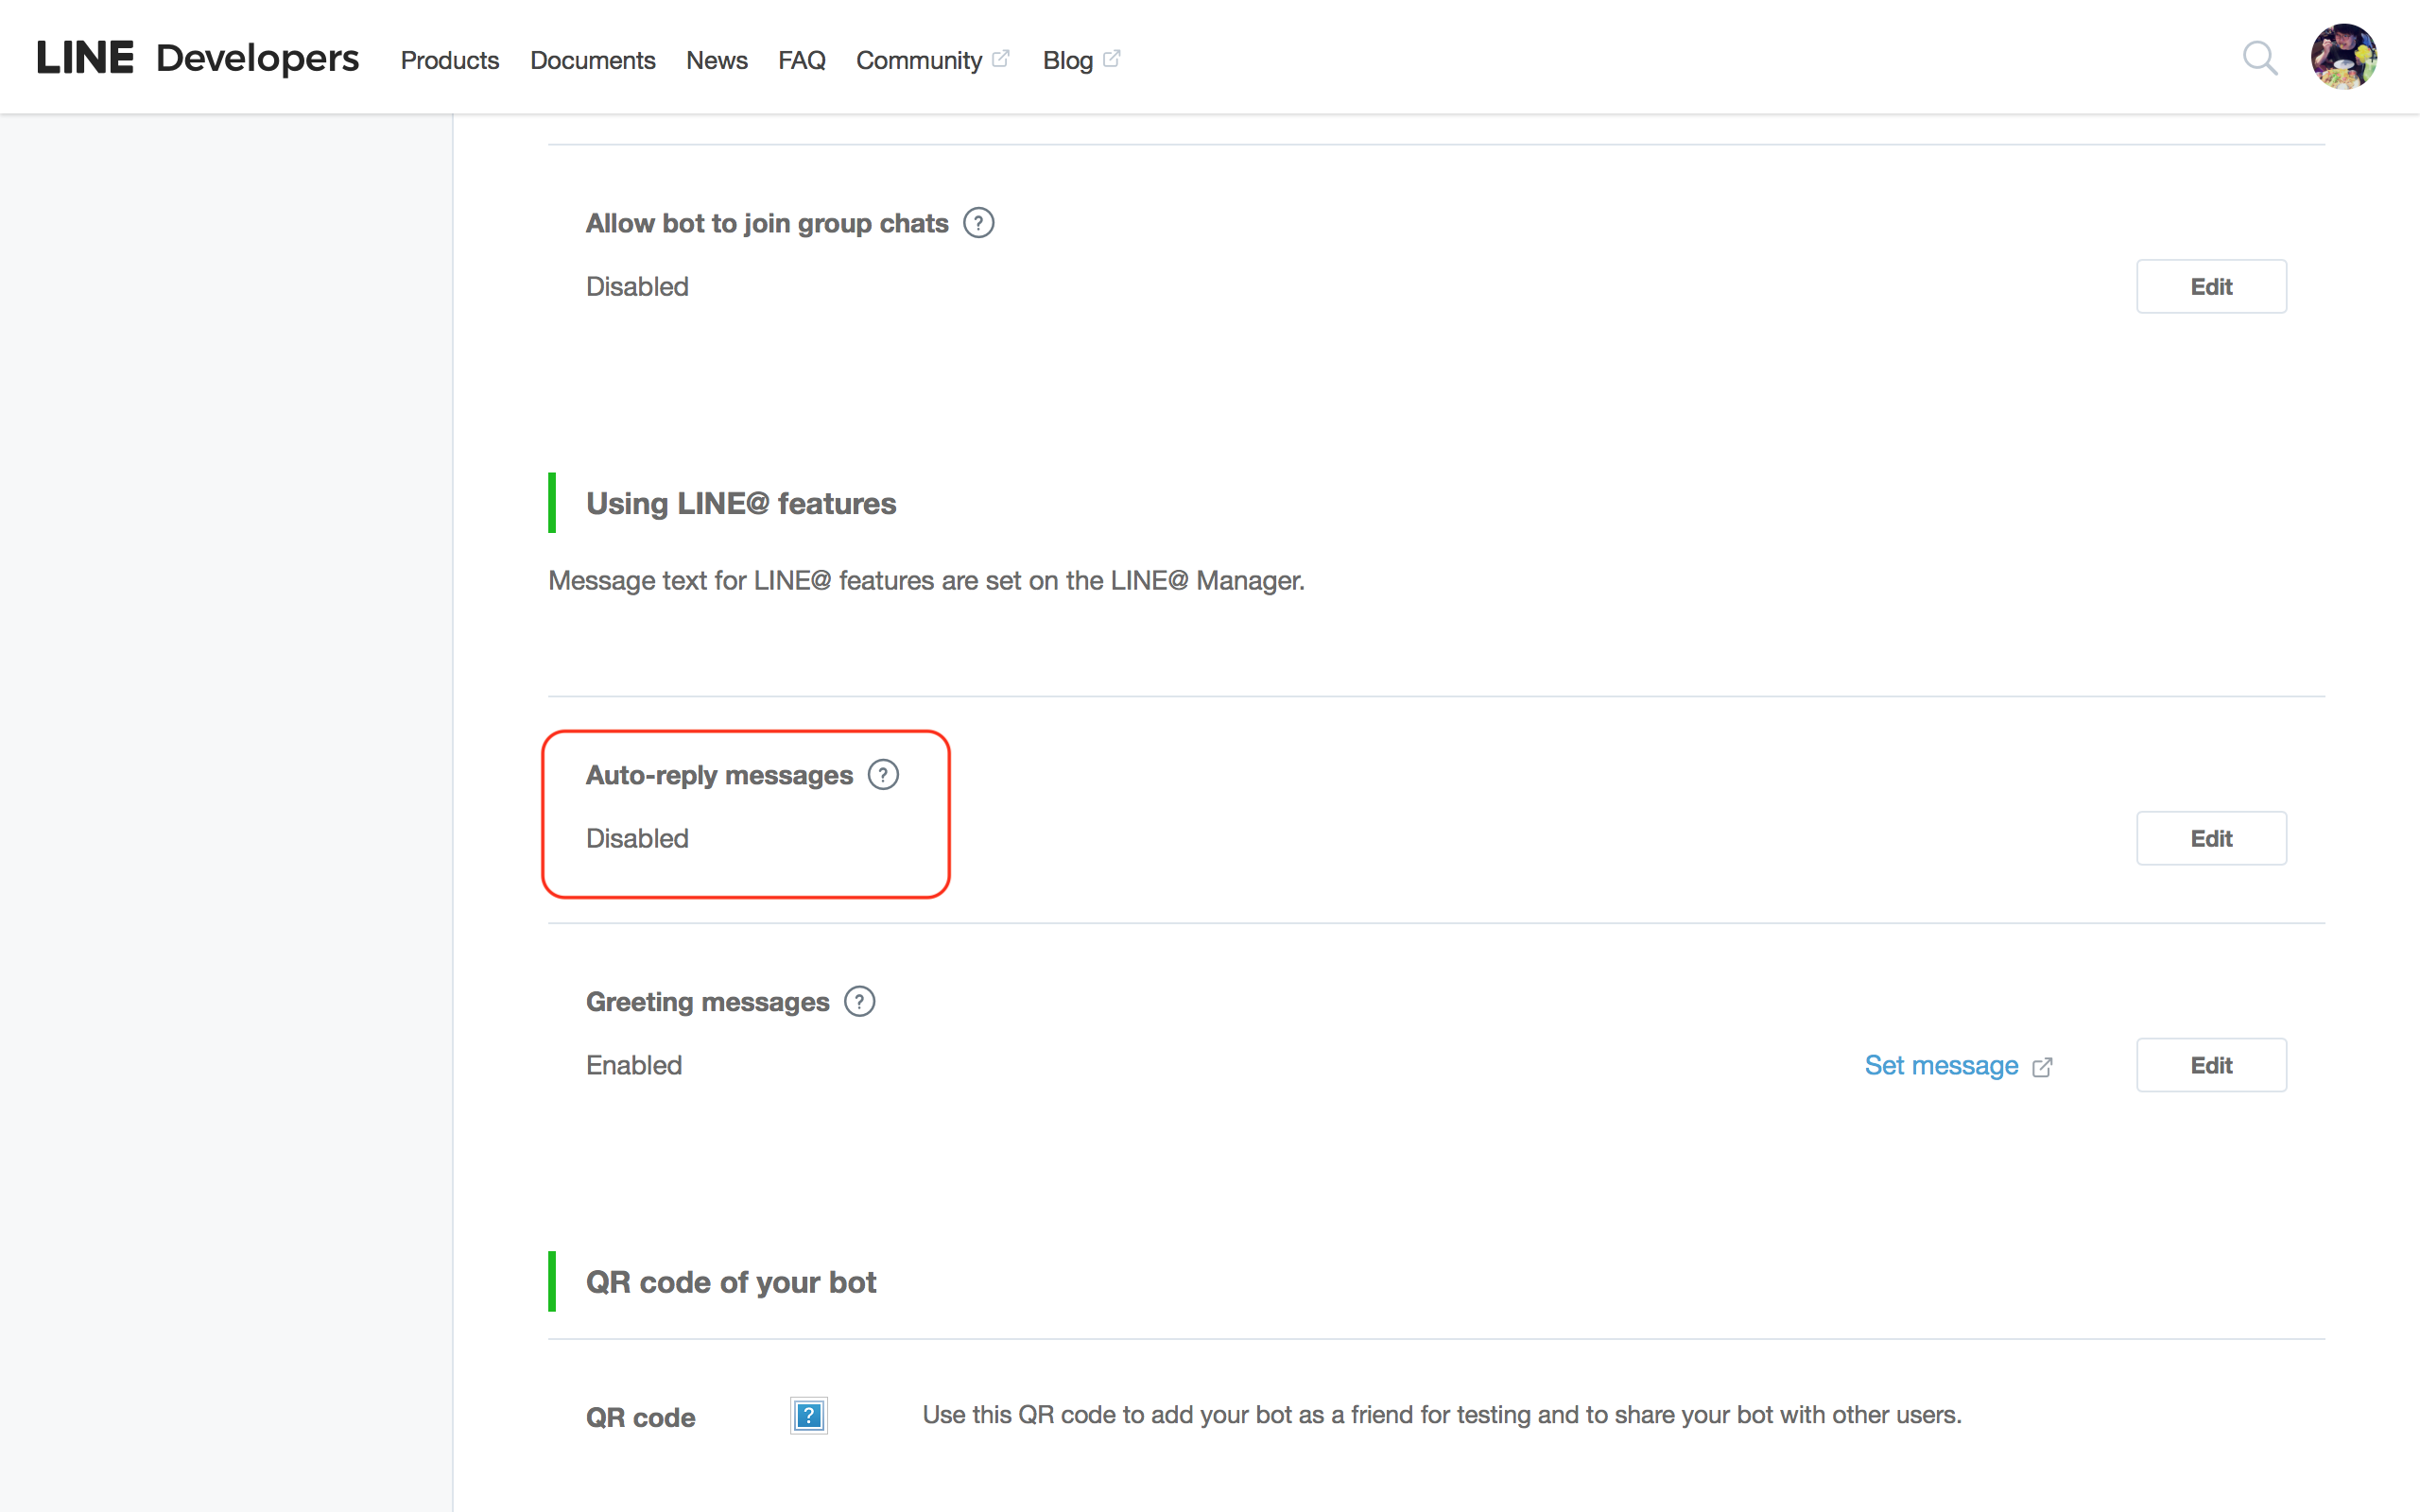 LINE Developers Products Documents News FAQ Community Blog
Allow bot to join group chats ?
Disabled Edit
Using LINE@ features
Message text for LINE@ features are set on the LINE@ Manager.
Auto-reply messages ?
Disabled Edit
Greeting messages ?
Enabled Set message Edit
QR code of your bot
QR code ? Use this QR code to add your bot as a friend for testing and to share your bot with other users.